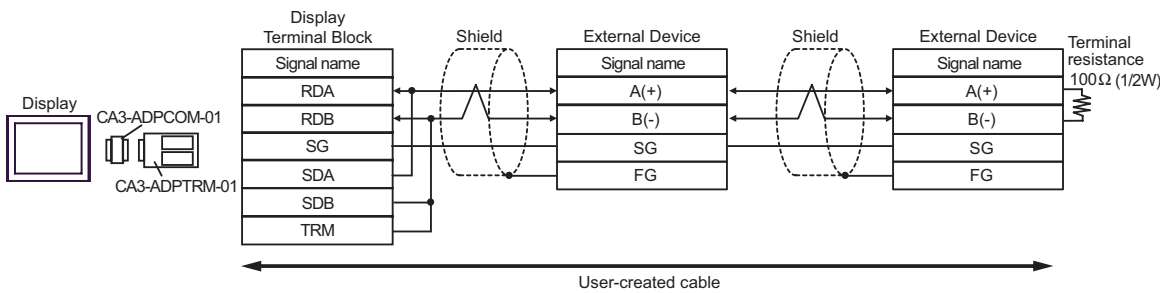 Display
CA3-ADPCOM-01
CA3-ADPTRM-01
Display
Terminal Block
Signal name
RDA
RDB
SG
SDA
SDB
TRM
Shield
External Device
Signal name
A(+)
B(-)
SG
FG
Shield
External Device
Signal name
A(+)
B(-)
SG
FG
Terminal
resistance
100Ω (1/2W)
User-created cable